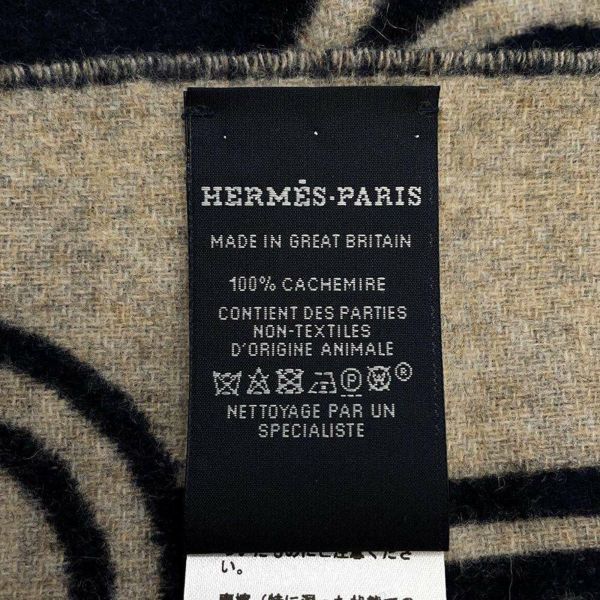 HERMÈS-PARIS
MADE IN GREAT BRITAIN
100% CACHEMIRE
CONTIENT DES PARTIES
NON-TEXTILES
D'ORIGINE ANIMALE
P W ®
NETTOYAGE PAR UN
SPECIALISTE
い。